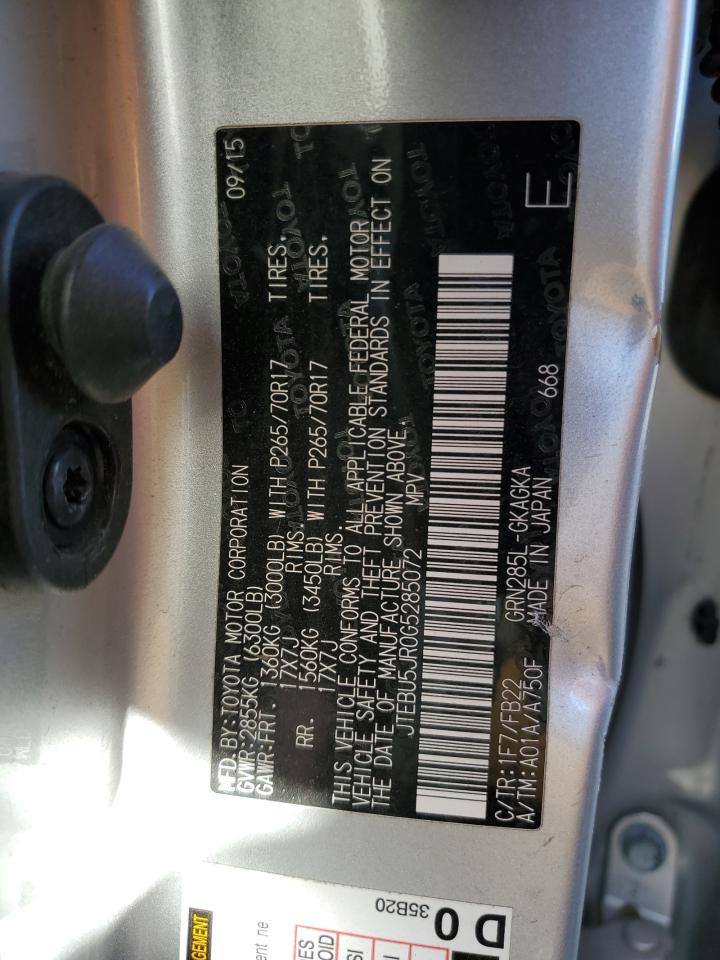 MFD. BY:TOYOTA MOTOR CORPORATION 09/15
GVWR:2855KG (6300LB)
GAWR:FRT. 1360KG (3000LB) WITH P265/70R17 TIRES,
17X7J RIMS,
RR. 1560KG (3450LB) WITH P265/70R17 TIRES.
17X7J RIMS
THIS VEHICLE CONFORMS TO ALL APPLICABLE FEDERAL MOTOR
VEHICLE SAFETY AND THEFT PREVENTION STANDARDS IN EFFECT ON
THE DATE OF MANUFACTURE SHOWN ABOVE.
JTEBU5JR0G5285072 MPV
C/TR:1F7/FB22 GRN285L-GKAGKA
A/TM:A01A/A750F MADE IN JAPAN 668
E
35B20
D 0